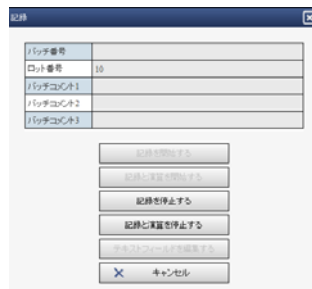 記録
バッチ番号
ロット番号 10
バッチコメント1
バッチコメント2
バッチコメント3
記録を開始する
記録と演算を開始する
記録を停止する
記録と演算を停止する
テキストフィールドを編集する
キャンセル